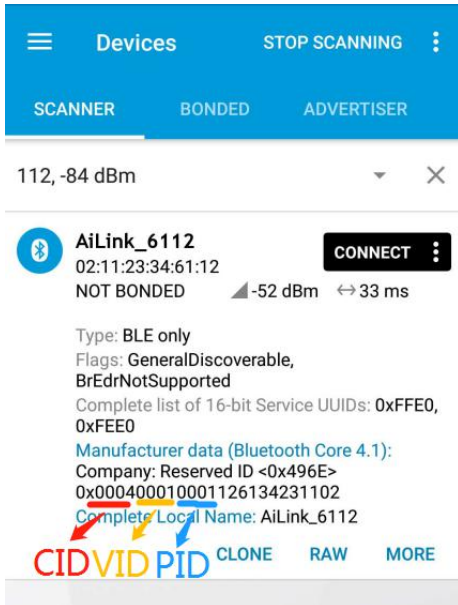 Devices STOP SCANNING
SCANNER BONDED ADVERTISER
112, -84 dBm
AiLink_6112
CONNECT
02:11:23:34:61:12
NOT BONDED -52 dBm 33 ms
Type: BLE only
Flags: GeneralDiscoverable,
BrEdrNotSupported
Complete list of 16-bit Service UUIDs: 0xFFE0,
0xFEE0
Manufacturer data (Bluetooth Core 4.1):
Company: Reserved ID <0x496E>
0x000400010001126134231102
Complete Local Name: AiLink_6112
CID VID PID CLONE RAW MORE